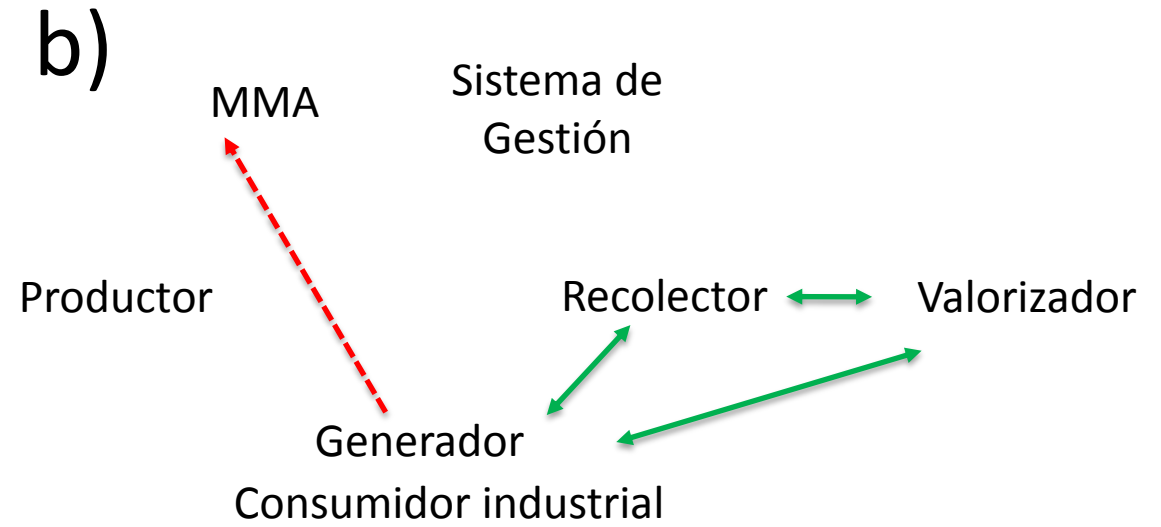 b)
MMA
Sistema de
Gestión
Productor
Recolector
Valorizador
Generador
Consumidor industrial